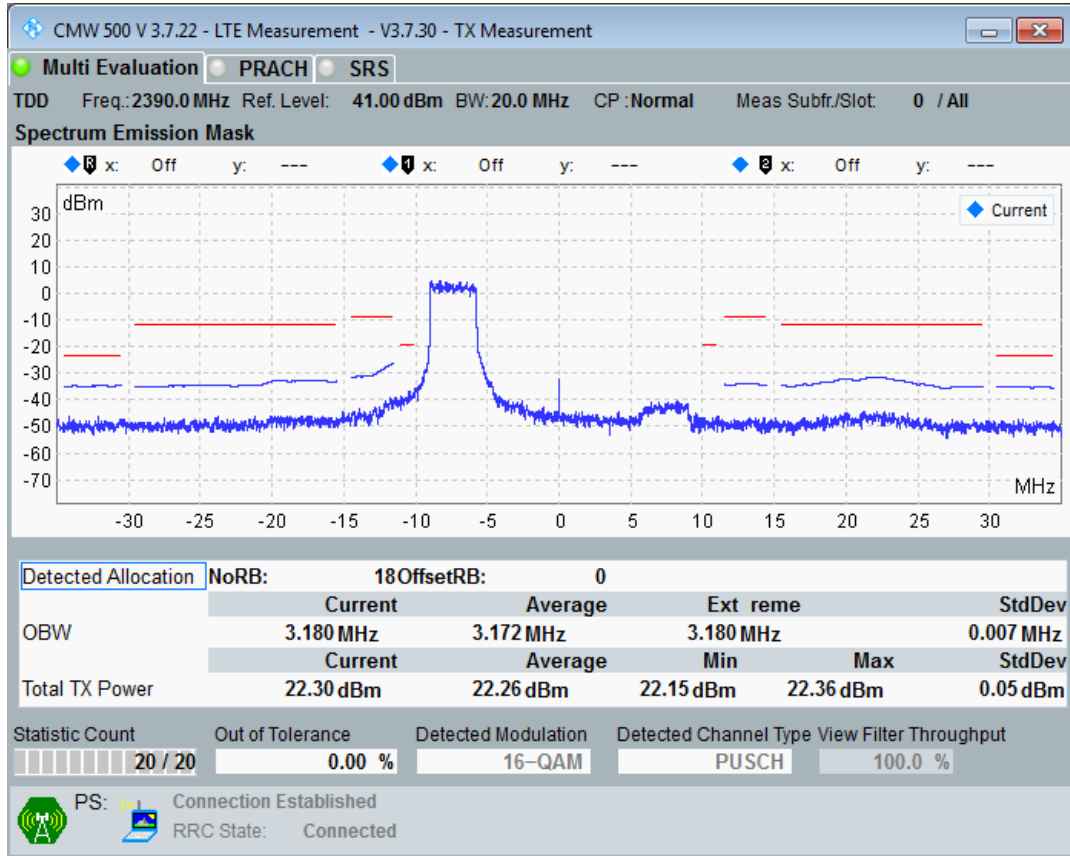 CMW 500 V 3.7.22 - LTE Measurement - V3.7.30 - TX Measurement
Multi Evaluation PRACH SRS
TDD Freq.: 2390.0 MHz Ref. Level: 41.00 dBm BW: 20.0 MHz CP : Normal Meas Subfr./Slot: 0 / All
Spectrum Emission Mask
R x: Off y: --- 1 x: Off y: --- 2 x: Off y: ---
dBm
Current
30
20
10
0
-10
-20
-30
-40
-50
-60
-70
MHz
-30 -25 -20 -15 -10 -5 0 5 10 15 20 25 30
Detected Allocation NoRB: 18 OffsetRB: 0
Current Average Ext reme StdDev
OBW 3.180 MHz 3.172 MHz 3.180 MHz 0.007 MHz
Current Average Min Max StdDev
Total TX Power 22.30 dBm 22.26 dBm 22.15 dBm 22.36 dBm 0.05 dBm
Statistic Count Out of Tolerance Detected Modulation Detected Channel Type View Filter Throughput
20 / 20 0.00 % 16-QAM PUSCH 100.0 %
PS: Connection Established
RRC State: Connected